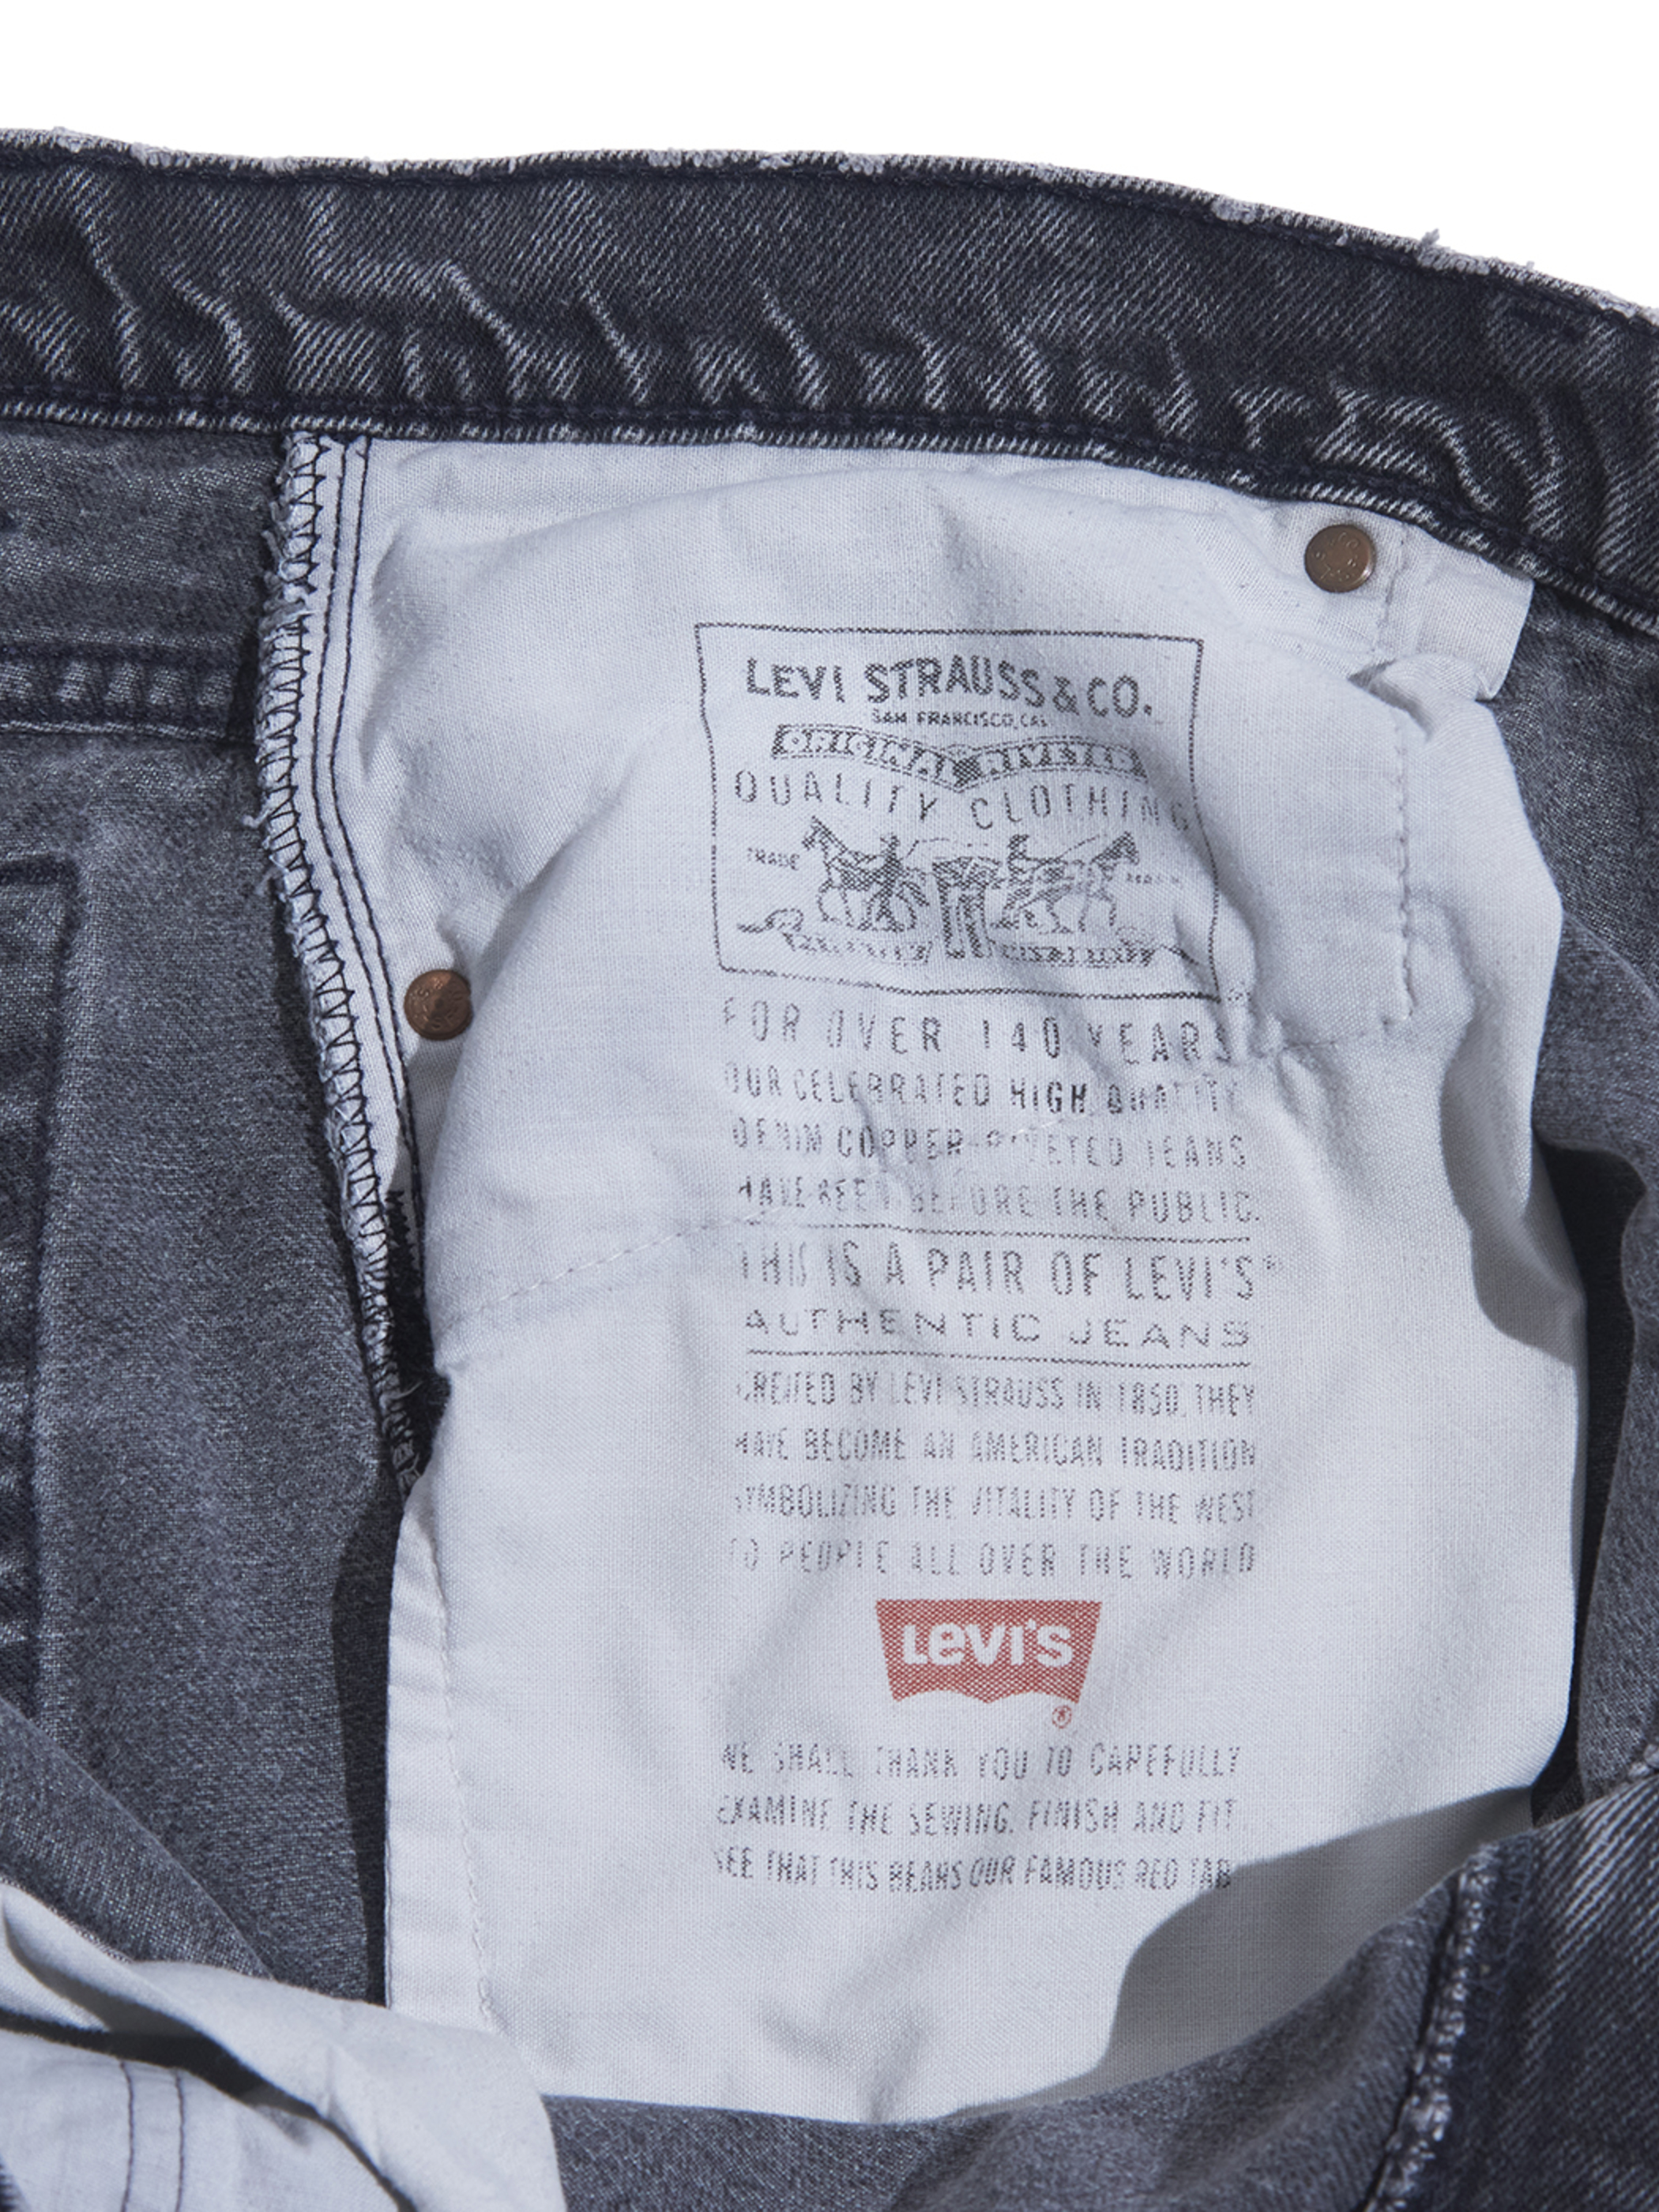 LEVI STRAUSS & CO.
SAN FRANCISCO, CAL.
ORIGINAL RIVETED
QUALITY CLOTHING
TRADE MARK
FOR OVER 140 YEARS
OUR CELEBRATED HIGH QUALITY
DENIM COPPER-RIVETED JEANS
HAVE BEEN BEFORE THE PUBLIC.
THIS IS A PAIR OF LEVI'S®
AUTHENTIC JEANS
CREATED BY LEVI STRAUSS IN 1850, THEY
HAVE BECOME AN AMERICAN TRADITION
SYMBOLIZING THE VITALITY OF THE WEST
TO PEOPLE ALL OVER THE WORLD
Levi's
®
WE SHALL THANK YOU TO CAREFULLY
EXAMINE THE SEWING, FINISH AND FIT
SEE THAT THIS BEARS OUR FAMOUS RED TAB